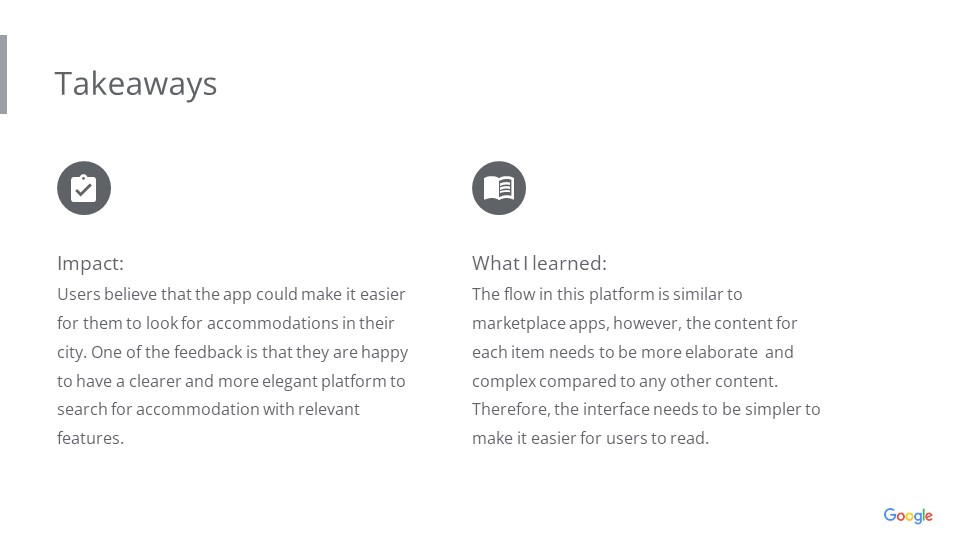 Takeaways
Impact:
Users believe that the app could make it easier
for them to look for accommodations in their
city. One of the feedback is that they are happy
to have a clearer and more elegant platform to
search for accommodation with relevant
features.
What I learned:
The flow in this platform is similar to
marketplace apps, however, the content for
each item needs to be more elaborate  and
complex compared to any other content.
Therefore, the interface needs to be simpler to
make it easier for users to read.
Google